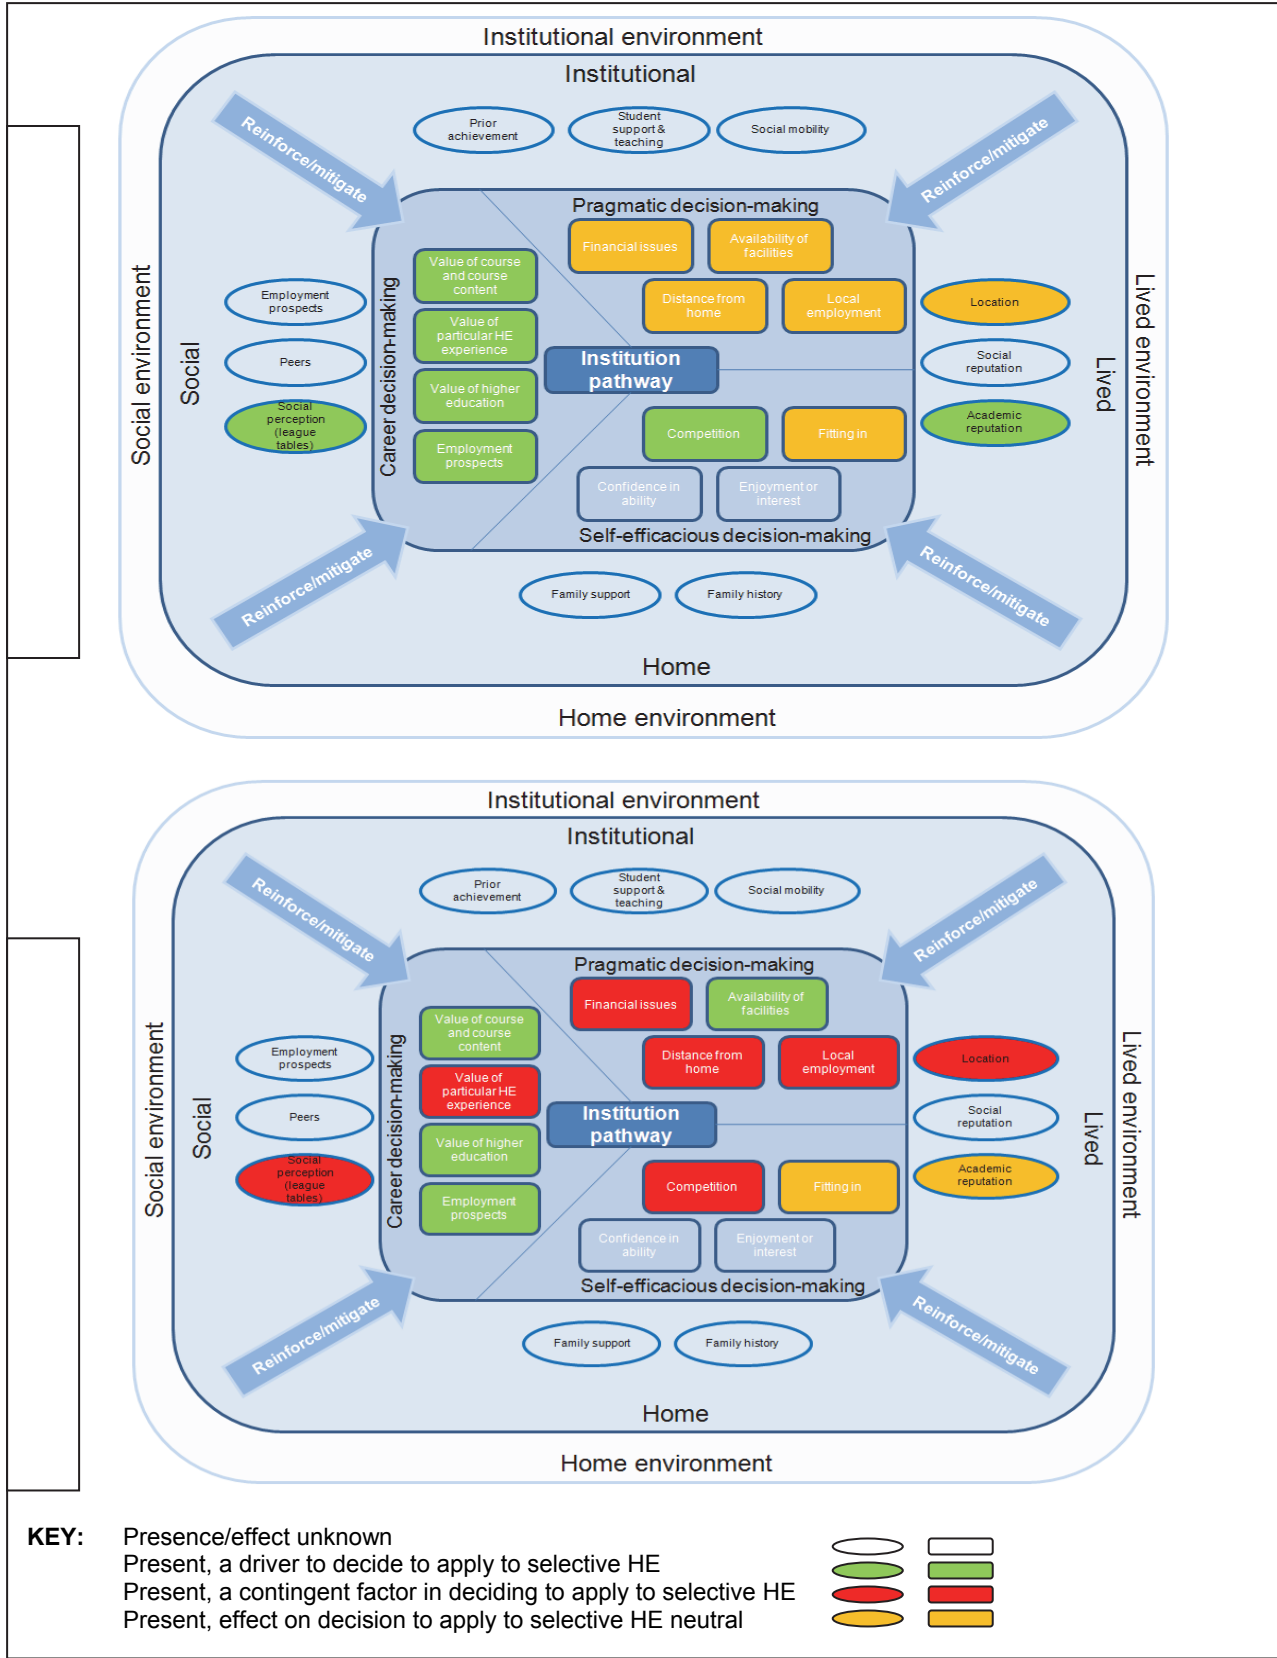 Institutional environment
Institutional
Reinforce/mitigate
Prior
achievement
Student
support &
teaching
Social mobility
Reinforce/mitigate
Social environment
Social
Employment
prospects
Peers
Social
perception
(league
tables)
Career decision-making
Value of course
and course
content
Value of
particular HE
experience
Value of higher
education
Employment
prospects
Pragmatic decision-making
Financial issues
Availability of
facilities
Distance from
home
Local
employment
Institution
pathway
Competition
Fitting in
Confidence in
ability
Enjoyment or
interest
Self-efficacious decision-making
Location
Social
reputation
Academic
reputation
Lived
Lived environment
Reinforce/mitigate
Family support
Family history
Reinforce/mitigate
Home
Home environment
Institutional environment
Institutional
Reinforce/mitigate
Prior
achievement
Student
support &
teaching
Social mobility
Reinforce/mitigate
Social environment
Social
Employment
prospects
Peers
Social
perception
(league
tables)
Career decision-making
Value of course
and course
content
Value of
particular HE
experience
Value of higher
education
Employment
prospects
Pragmatic decision-making
Financial issues
Availability of
facilities
Distance from
home
Local
employment
Institution
pathway
Competition
Fitting in
Confidence in
ability
Enjoyment or
interest
Self-efficacious decision-making
Location
Social
reputation
Academic
reputation
Lived
Lived environment
Reinforce/mitigate
Family support
Family history
Reinforce/mitigate
Home
Home environment
KEY: Presence/effect unknown
Present, a driver to decide to apply to selective HE
Present, a contingent factor in deciding to apply to selective HE
Present, effect on decision to apply to selective HE neutral